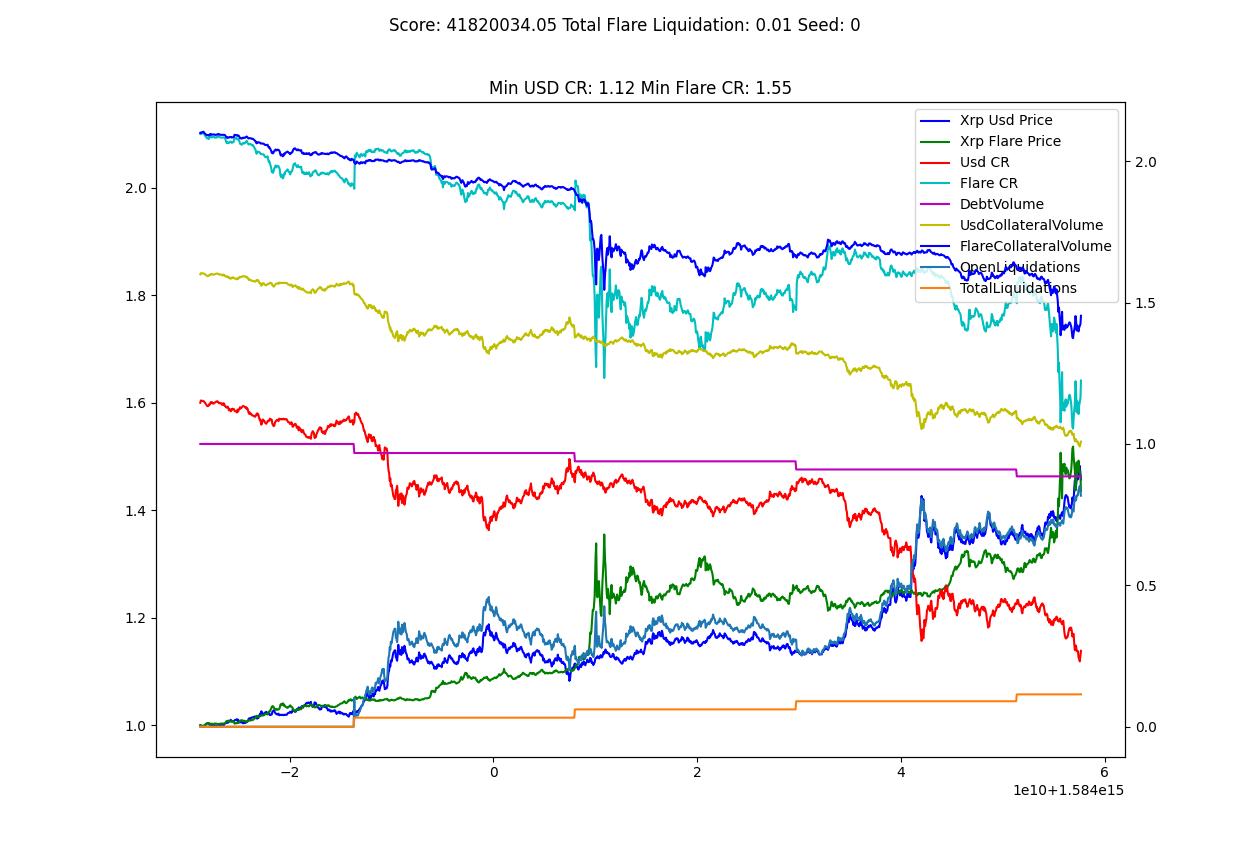 Score: 41820034.05 Total Flare Liquidation: 0.01 Seed: 0
Min USD CR: 1.12 Min Flare CR: 1.55
Xrp Usd Price
Xrp Flare Price
Usd CR
Flare CR
DebtVolume
UsdCollateralVolume
FlareCollateralVolume
OpenLiquidations
TotalLiquidations
2.0
1.8
1.6
1.4
1.2
1.0
2.0
1.5
1.0
0.5
0.0
−2
0
2
4
6
1e10+1.584e15